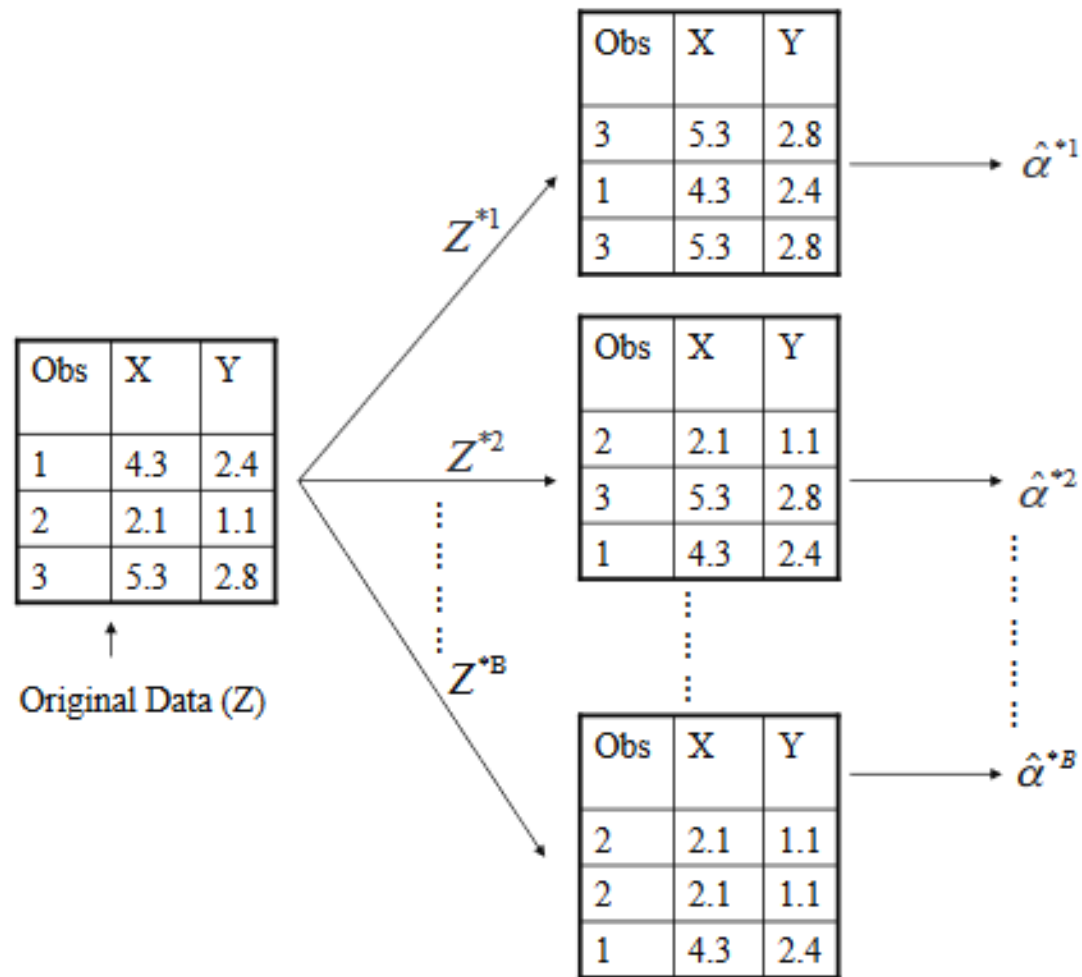 Obs X Y
3 5.3 2.8
1 4.3 2.4
3 5.3 2.8
α̂*1
Z*1
Obs X Y
1 4.3 2.4
2 2.1 1.1
3 5.3 2.8
Original Data (Z)
Z*2
Obs X Y
2 2.1 1.1
3 5.3 2.8
1 4.3 2.4
α̂*2
Z*B
Obs X Y
2 2.1 1.1
2 2.1 1.1
1 4.3 2.4
α̂*B